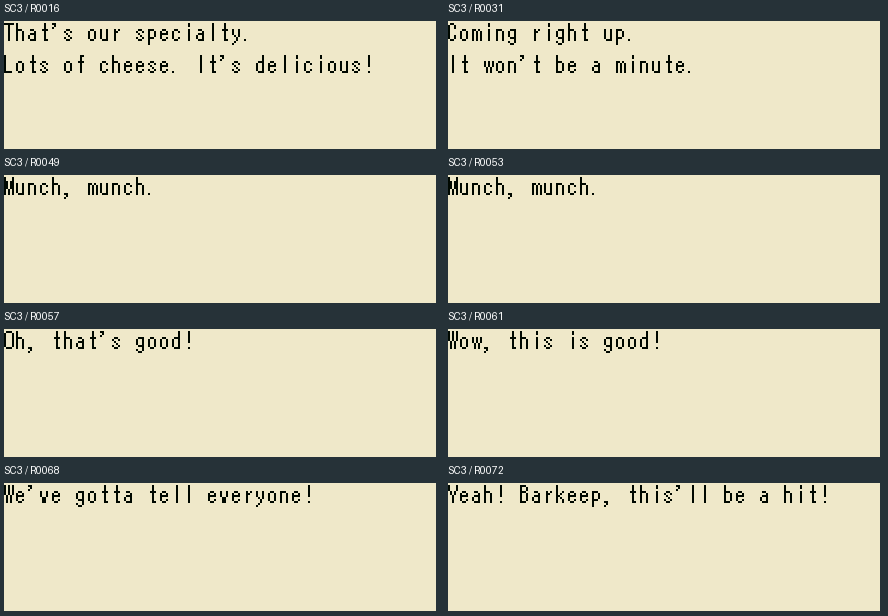 SC3/R0016
That's our specialty.
Lots of cheese. It's delicious!
SC3/R0031
Coming right up.
It won't be a minute.
SC3/R0049
Munch, munch.
SC3/R0053
Munch, munch.
SC3/R0057
Oh, that's good!
SC3/R0061
Wow, this is good!
SC3/R0068
We've gotta tell everyone!
SC3/R0072
Yeah! Barkeep, this'll be a hit!